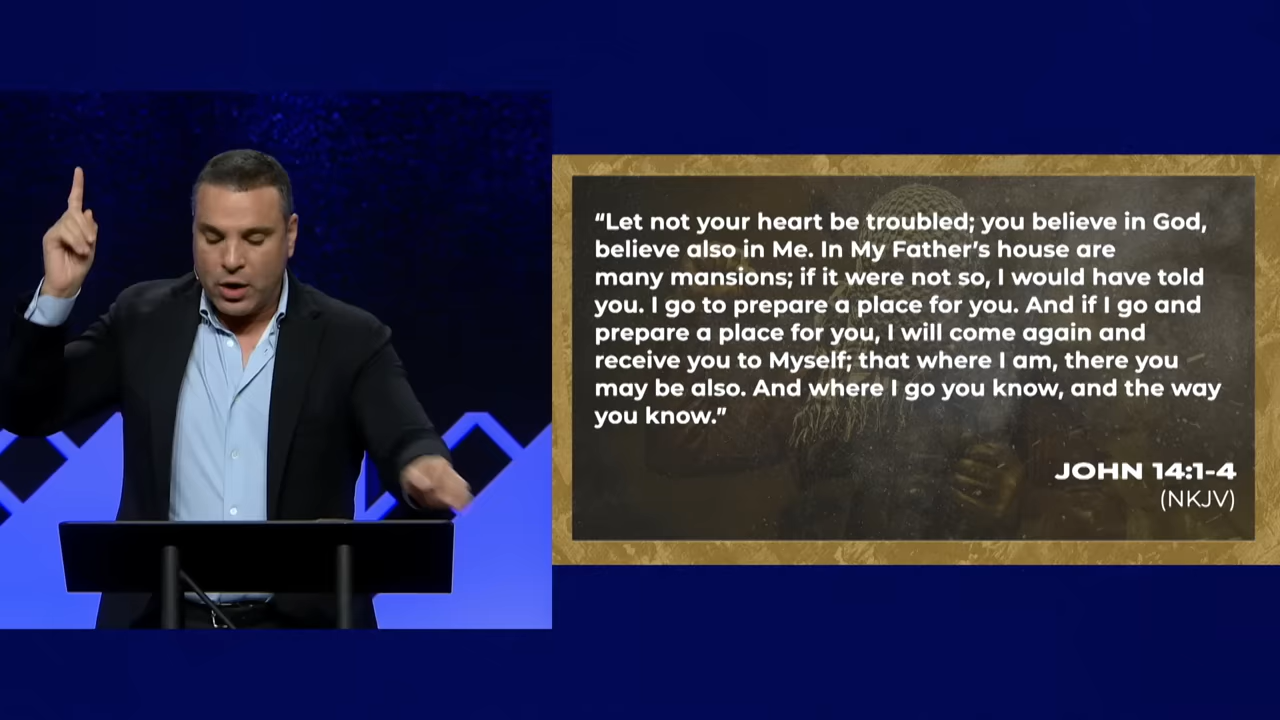 “Let not your heart be troubled; you believe in God,
believe also in Me. In My Father’s house are
many mansions; if it were not so, I would have told
you. I go to prepare a place for you. And if I go and
prepare a place for you, I will come again and
receive you to Myself; that where I am, there you
may be also. And where I go you know, and the way
you know.”
JOHN 14:1-4
(NKJV)